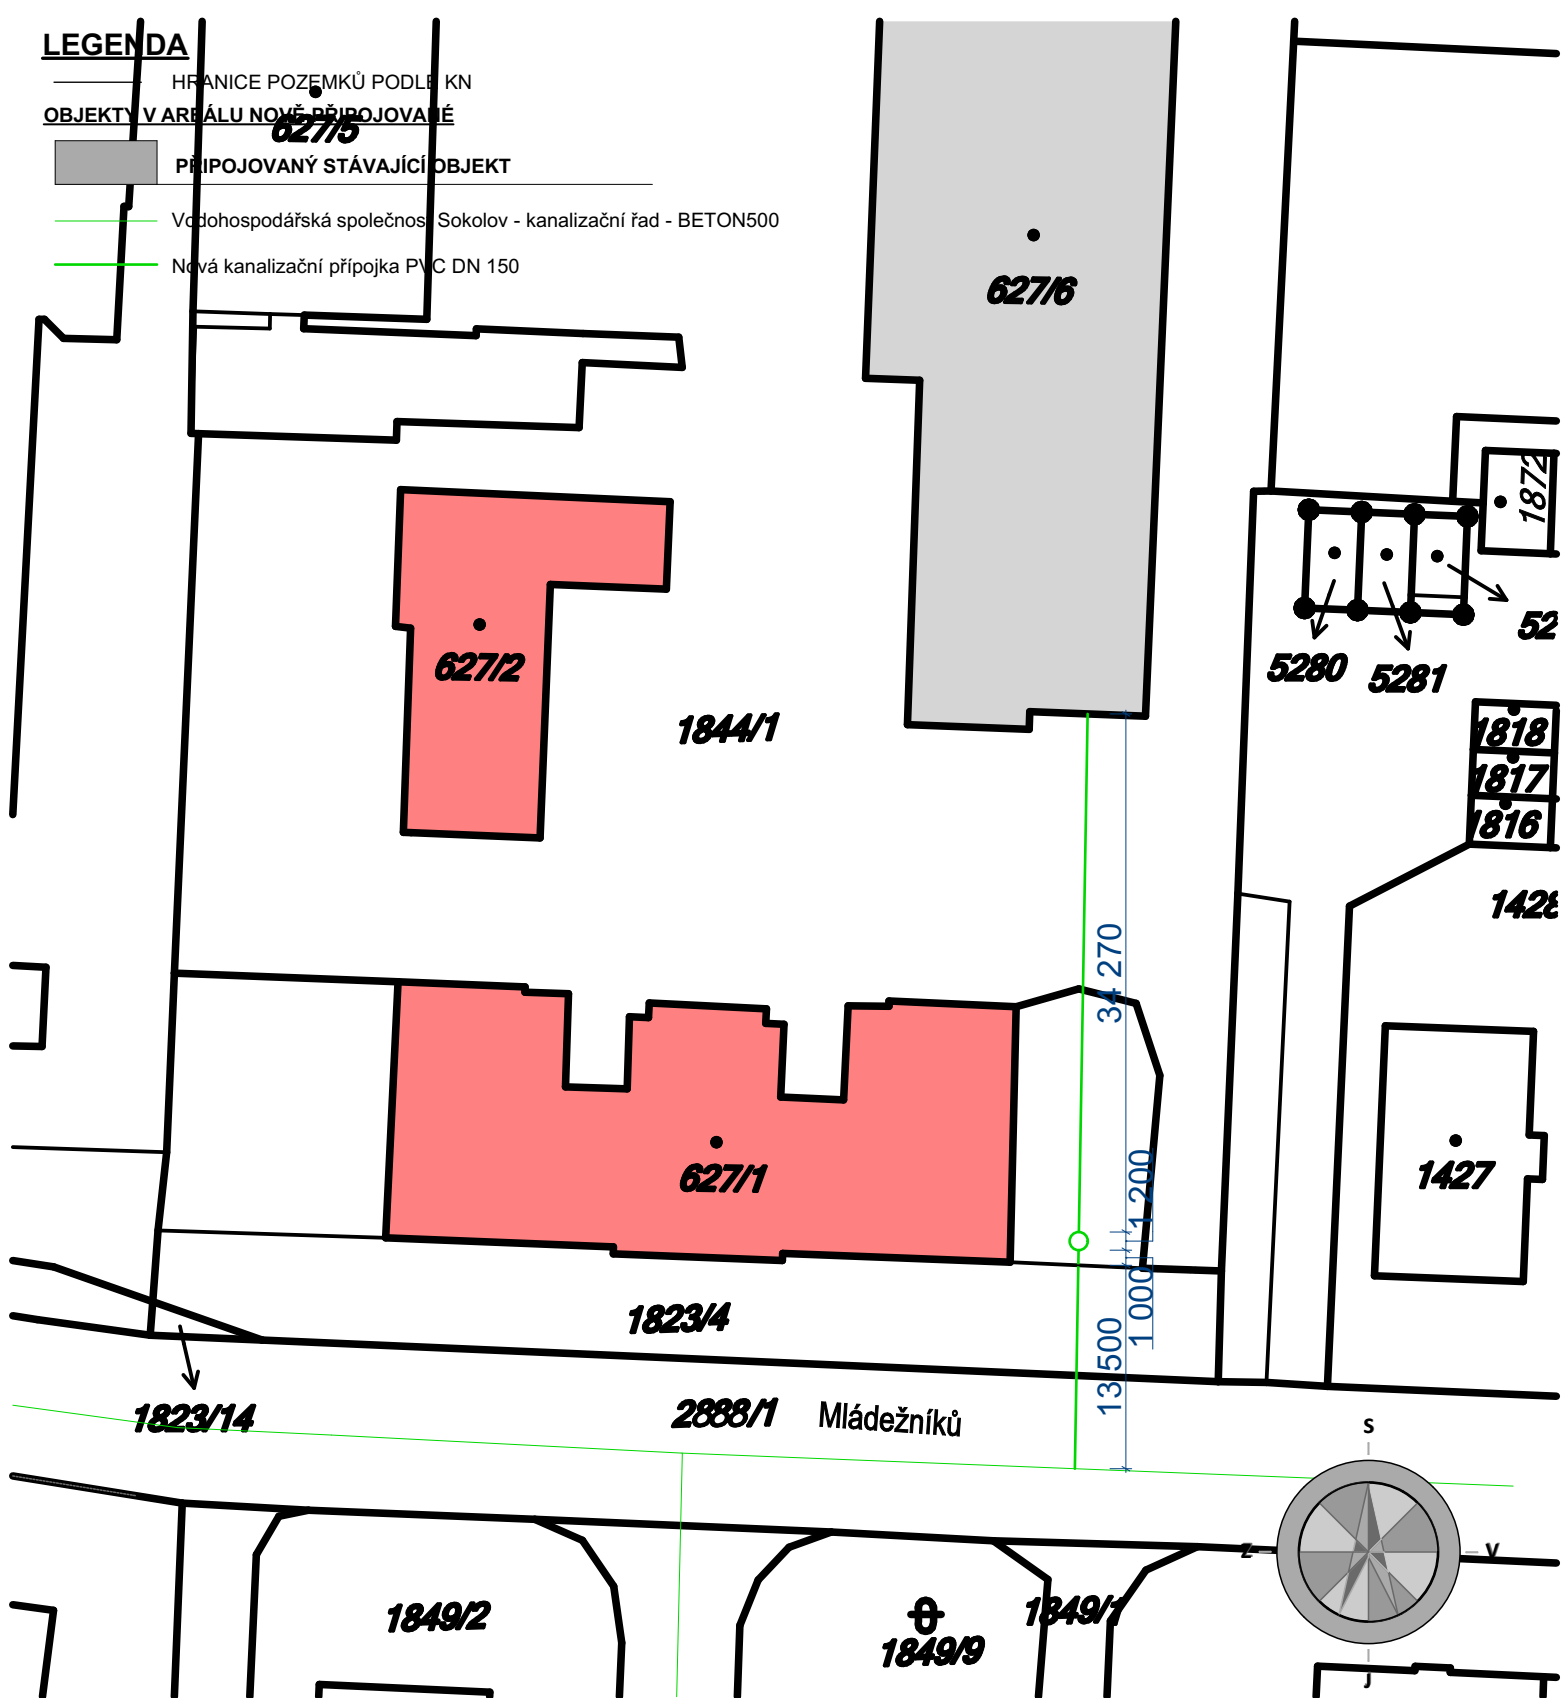 LEGENDA
HRANICE POZEMKŮ PODLE KN
OBJEKTY V AREÁLU NOVĚ PŘIPOJOVANÉ
627/5
PŘIPOJOVANÝ STÁVAJÍCÍ OBJEKT
Vodohospodářská společnost Sokolov - kanalizační řad - BETON500
Nová kanalizační přípojka PVC DN 150
627/6
1872
52
627/2
5280
5281
1844/1
1818
1817
1816
1428
34 270
627/1
1 200
1427
1 000
1823/4
13 500
1823/14
2888/1
Mládežníků
S
Z
V
J
1849/2
1849/9
1849/1